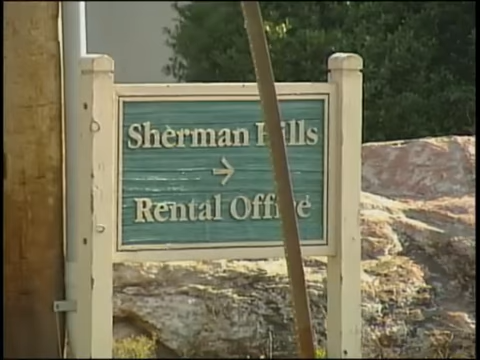 Sherman Hills
→
Rental Office